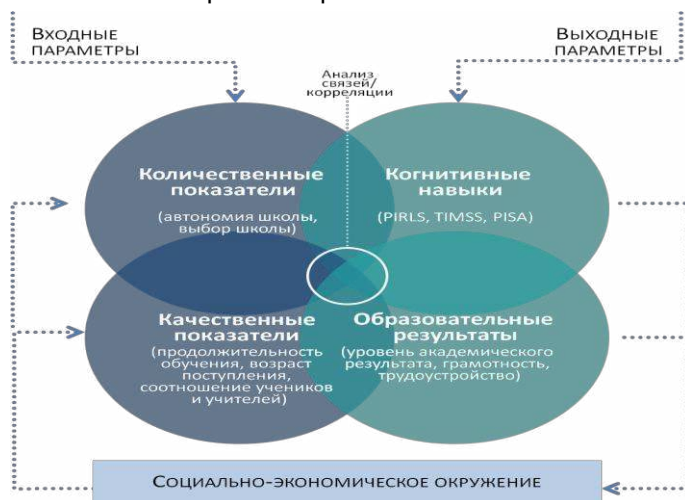 ВХОДНЫЕ
ПАРАМЕТРЫ
ВЫХОДНЫЕ
ПАРАМЕТРЫ
Анализ
связей/
корреляции
Количественные
показатели
(автономия школы,
выбор школы)
Когнитивные
навыки
(PIRLS, TIMSS, PISA)
Качественные
показатели
(продолжительность
обучения, возраст
поступления,
соотношение учеников
и учителей)
Образовательные
результаты
(уровень академического
результата, грамотность,
трудоустройство)
СОЦИАЛЬНО-ЭКОНОМИЧЕСКОЕ ОКРУЖЕНИЕ